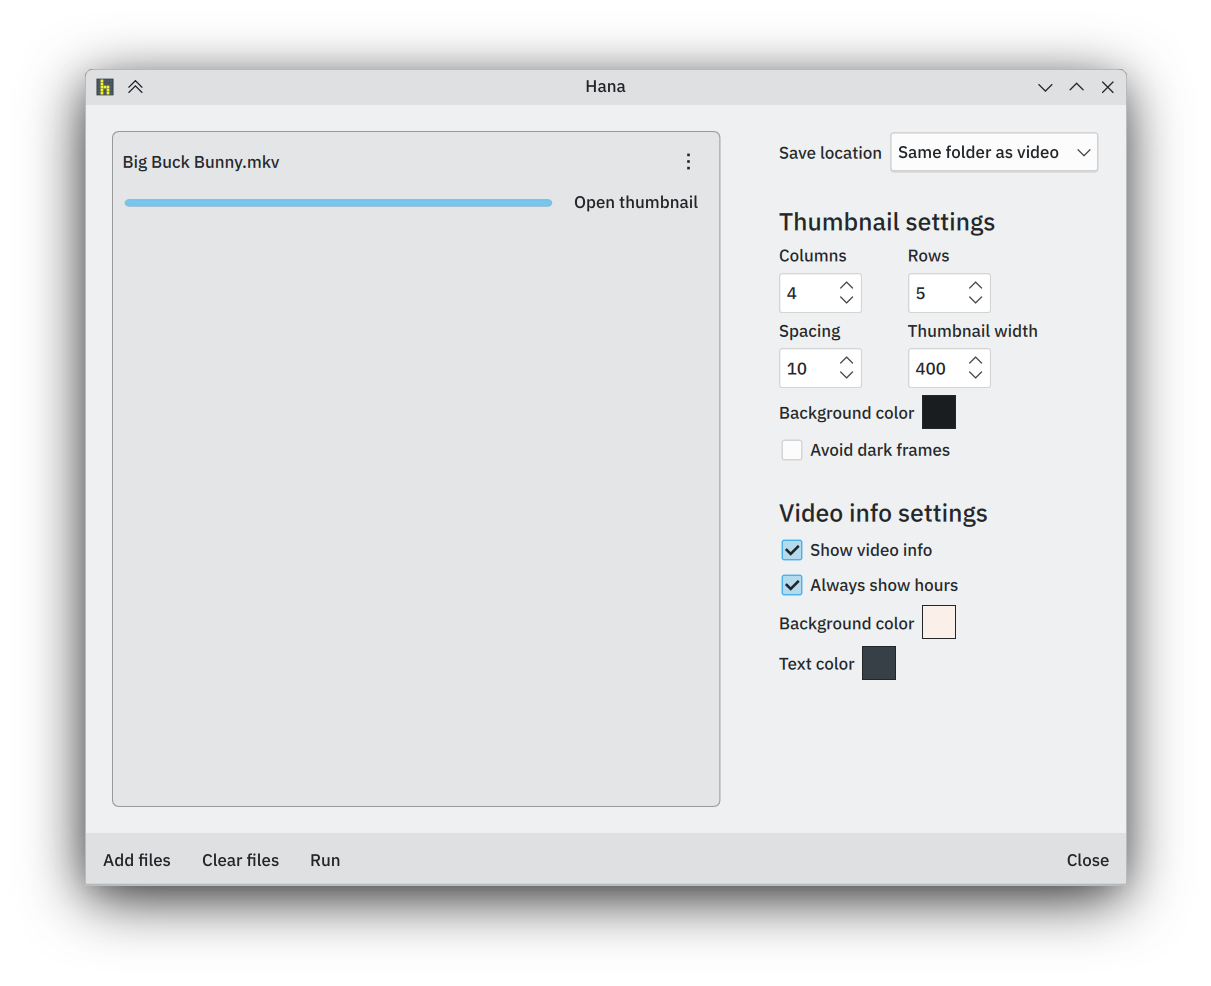 Hana
Big Buck Bunny.mkv
Open thumbnail
Save location Same folder as video
Thumbnail settings
Columns Rows
4 5
Spacing Thumbnail width
10 400
Background color
Avoid dark frames
Video info settings
Show video info
Always show hours
Background color
Text color
Add files Clear files Run Close